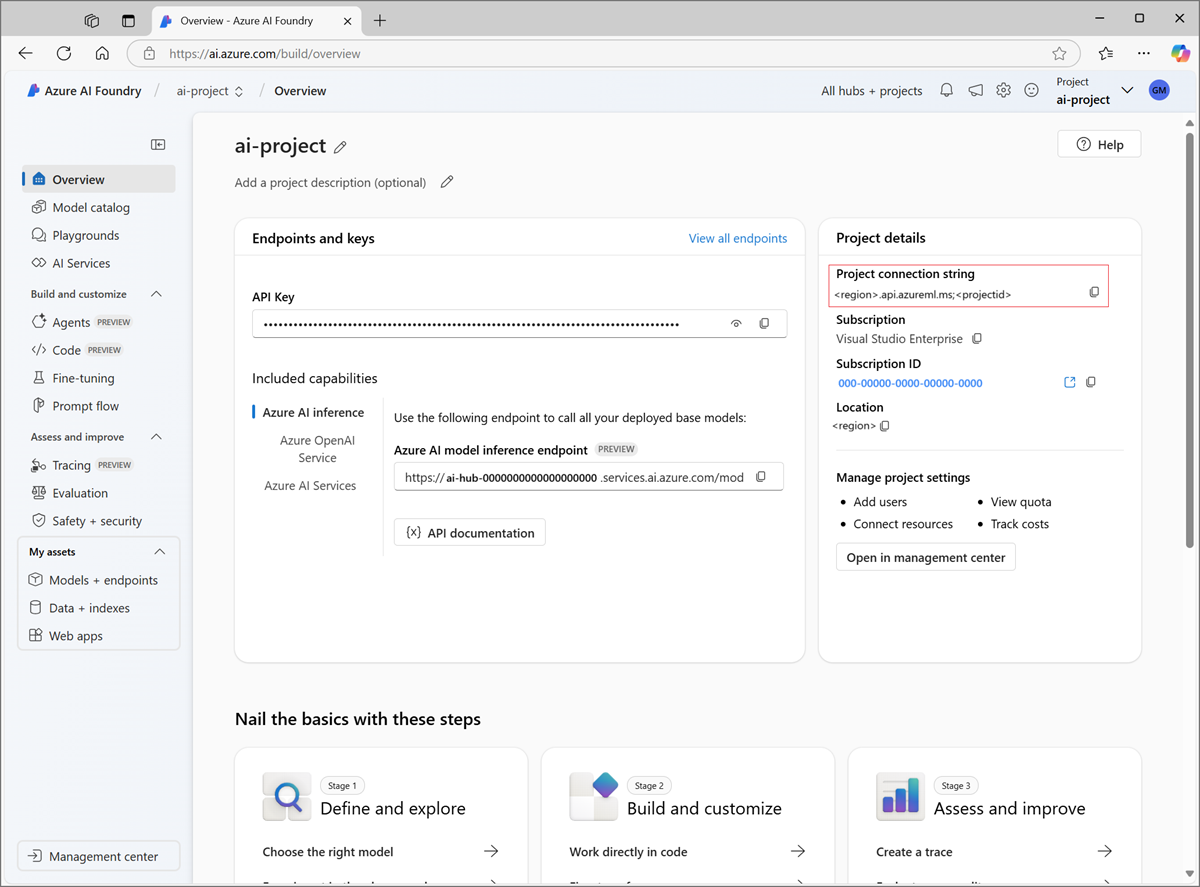 Overview - Azure AI Foundry
https://ai.azure.com/build/overview
Azure AI Foundry / ai-project / Overview
All hubs + projects
Project
ai-project
GM
ai-project
Help
Add a project description (optional)
Overview
Model catalog
Playgrounds
AI Services
Build and customize
Agents PREVIEW
Code PREVIEW
Fine-tuning
Prompt flow
Assess and improve
Tracing PREVIEW
Evaluation
Safety + security
My assets
Models + endpoints
Data + indexes
Web apps
Management center
Endpoints and keys
View all endpoints
API Key
••••••••••••••••••••••••••••••••••••••••••••••••••••••••••••••••••••••••••••••••••••
Included capabilities
Azure AI inference
Azure OpenAI
Service
Azure AI Services
Use the following endpoint to call all your deployed base models:
Azure AI model inference endpoint PREVIEW
https://ai-hub-0000000000000000000 .services.ai.azure.com/mod
{x} API documentation
Project details
Project connection string
<region>.api.azureml.ms;<projectid>
Subscription
Visual Studio Enterprise
Subscription ID
000-00000-0000-00000-0000
Location
<region>
Manage project settings
• Add users
• View quota
• Connect resources
• Track costs
Open in management center
Nail the basics with these steps
Stage 1
Define and explore
Choose the right model
Stage 2
Build and customize
Work directly in code
Stage 3
Assess and improve
Create a trace